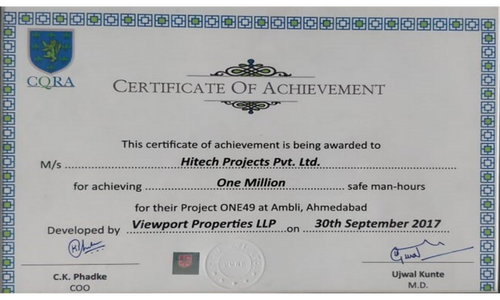 CQRA
CERTIFICATE OF ACHIEVEMENT
This certificate of achievement is being awarded to
M/s Hitech Projects Pvt. Ltd.
for achieving One Million safe man-hours
for their Project ONE49 at Ambli, Ahmedabad
Developed by Viewport Properties LLP on 30th September 2017
C.K. Phadke
COO
Ujwal Kunte
M.D.